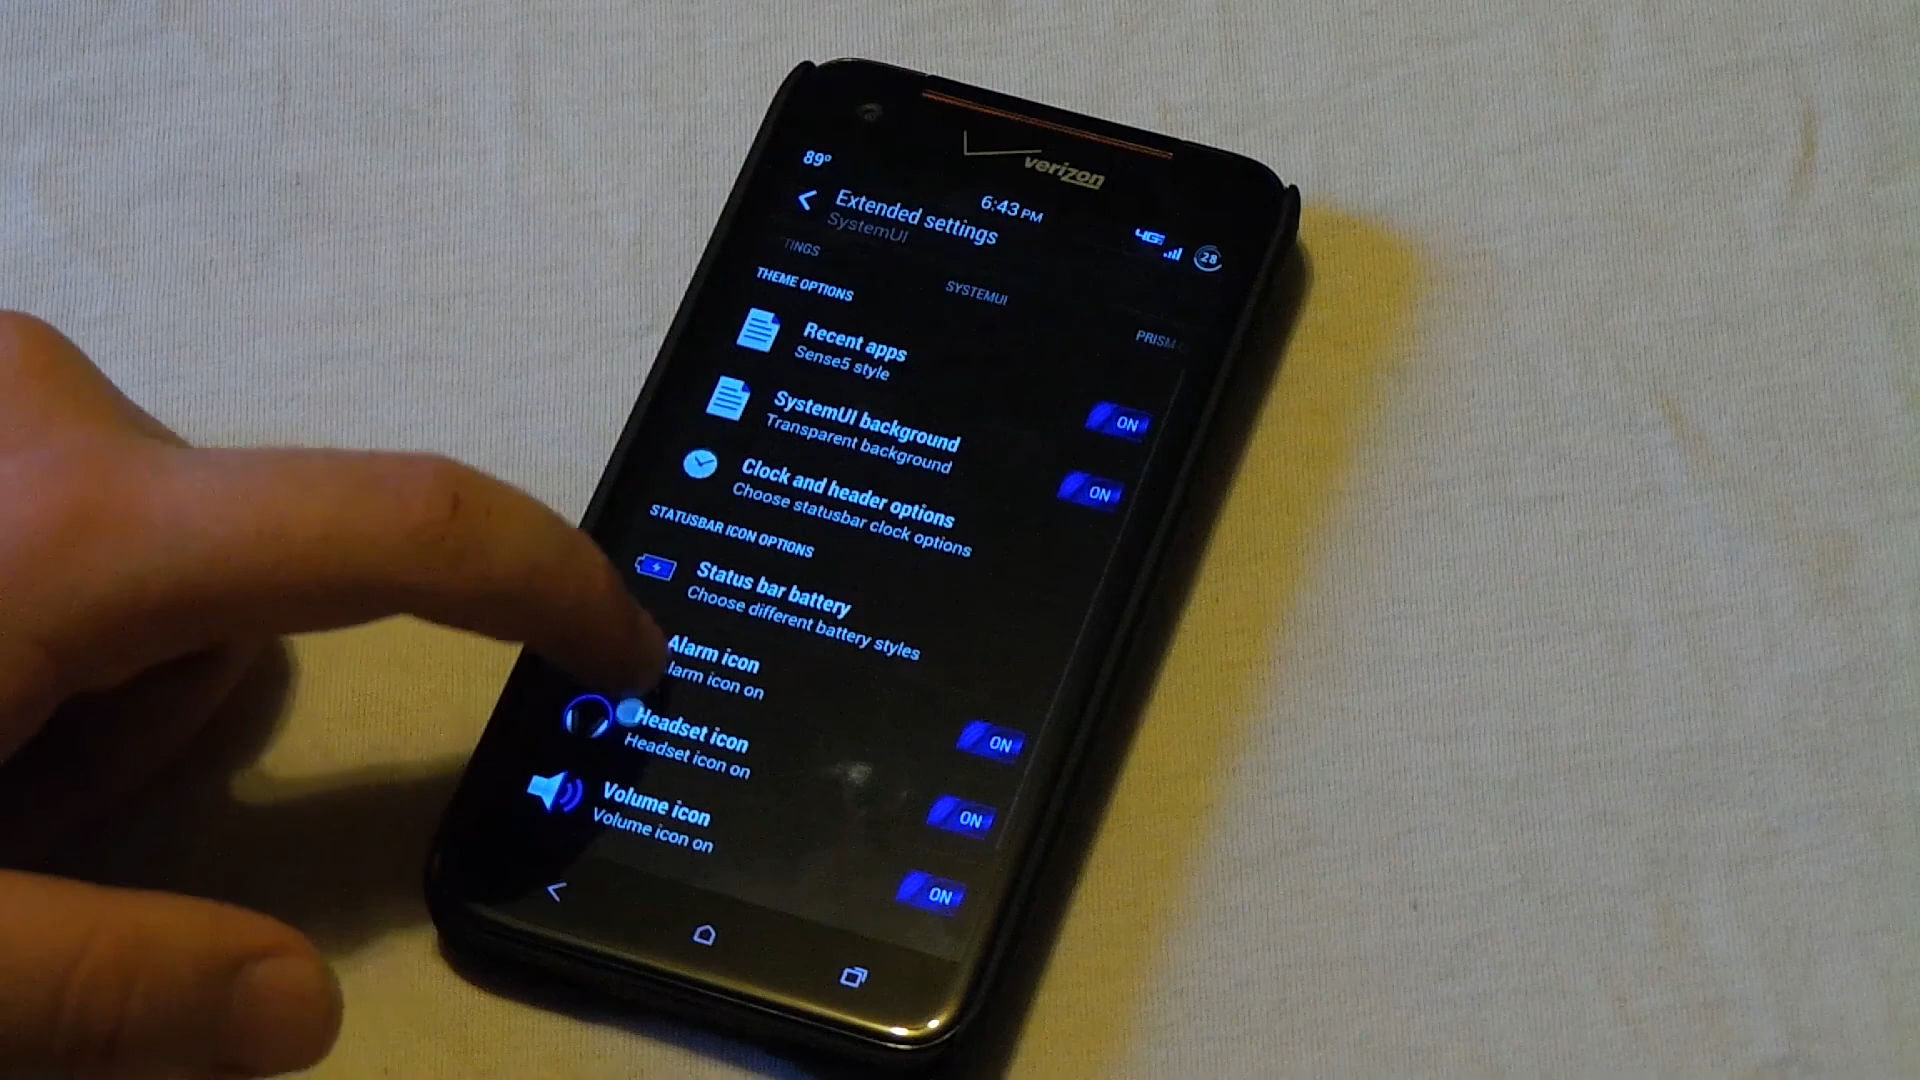 verizon
89°
6:43 PM
4G
28
Extended settings
SystemUI
TINGS
SYSTEMUI
PRISM
THEME OPTIONS
Recent apps
Sense5 style
ON
SystemUI background
Transparent background
ON
Clock and header options
Choose statusbar clock options
STATUSBAR ICON OPTIONS
Status bar battery
Choose different battery styles
Alarm icon
larm icon on
ON
Headset icon
Headset icon on
ON
Volume icon
Volume icon on
ON